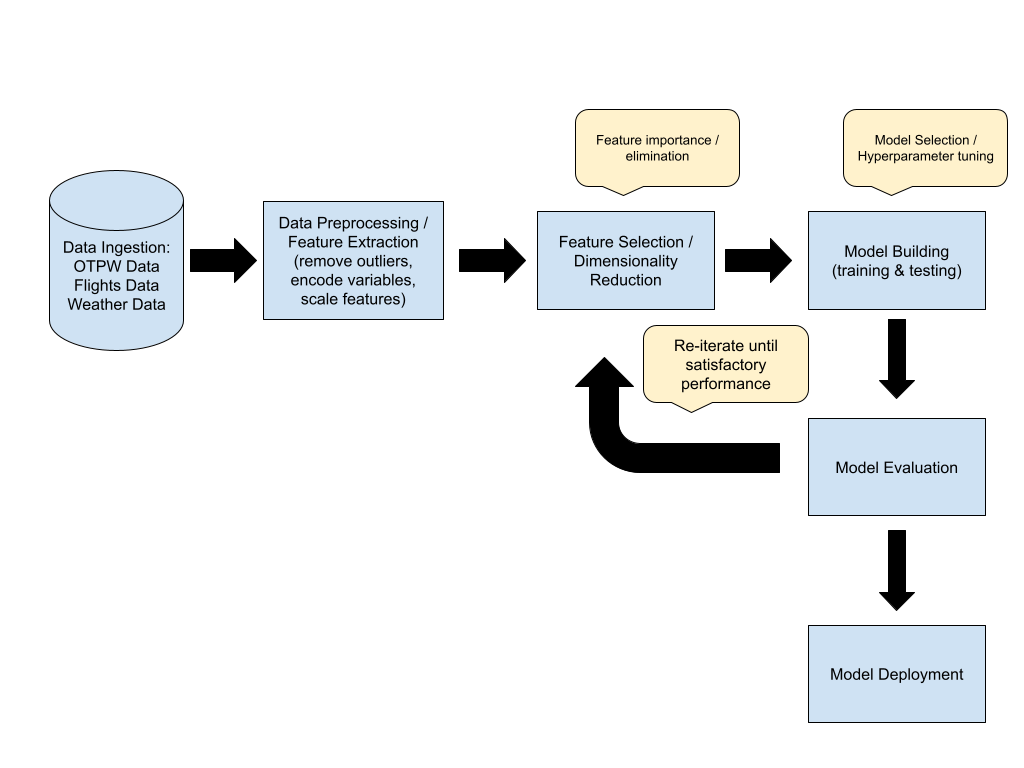 Data Ingestion:
OTPW Data
Flights Data
Weather Data
Data Preprocessing /
Feature Extraction
(remove outliers,
encode variables,
scale features)
Feature importance /
elimination
Feature Selection /
Dimensionality
Reduction
Model Selection /
Hyperparameter tuning
Model Building
(training & testing)
Re-iterate until
satisfactory
performance
Model Evaluation
Model Deployment